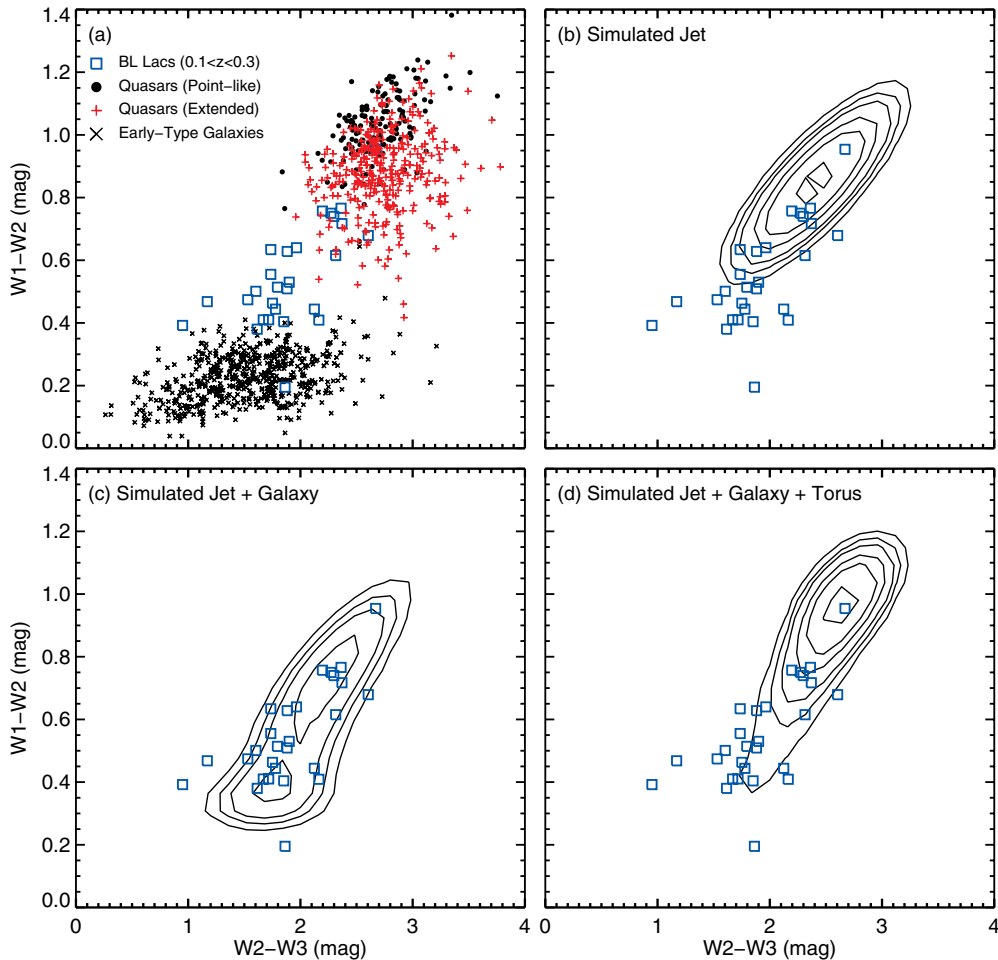 (a)
BL Lacs (0.1<z<0.3)
Quasars (Point−like)
Quasars (Extended)
Early−Type Galaxies
1.4
1.2
1.0
0.8
0.6
0.4
0.2
0.0
W1−W2 (mag)
(b) Simulated Jet
(c) Simulated Jet + Galaxy
1.4
1.2
1.0
0.8
0.6
0.4
0.2
0.0
W1−W2 (mag)
0
1
2
3
4
W2−W3 (mag)
(d) Simulated Jet + Galaxy + Torus
0
1
2
3
4
W2−W3 (mag)